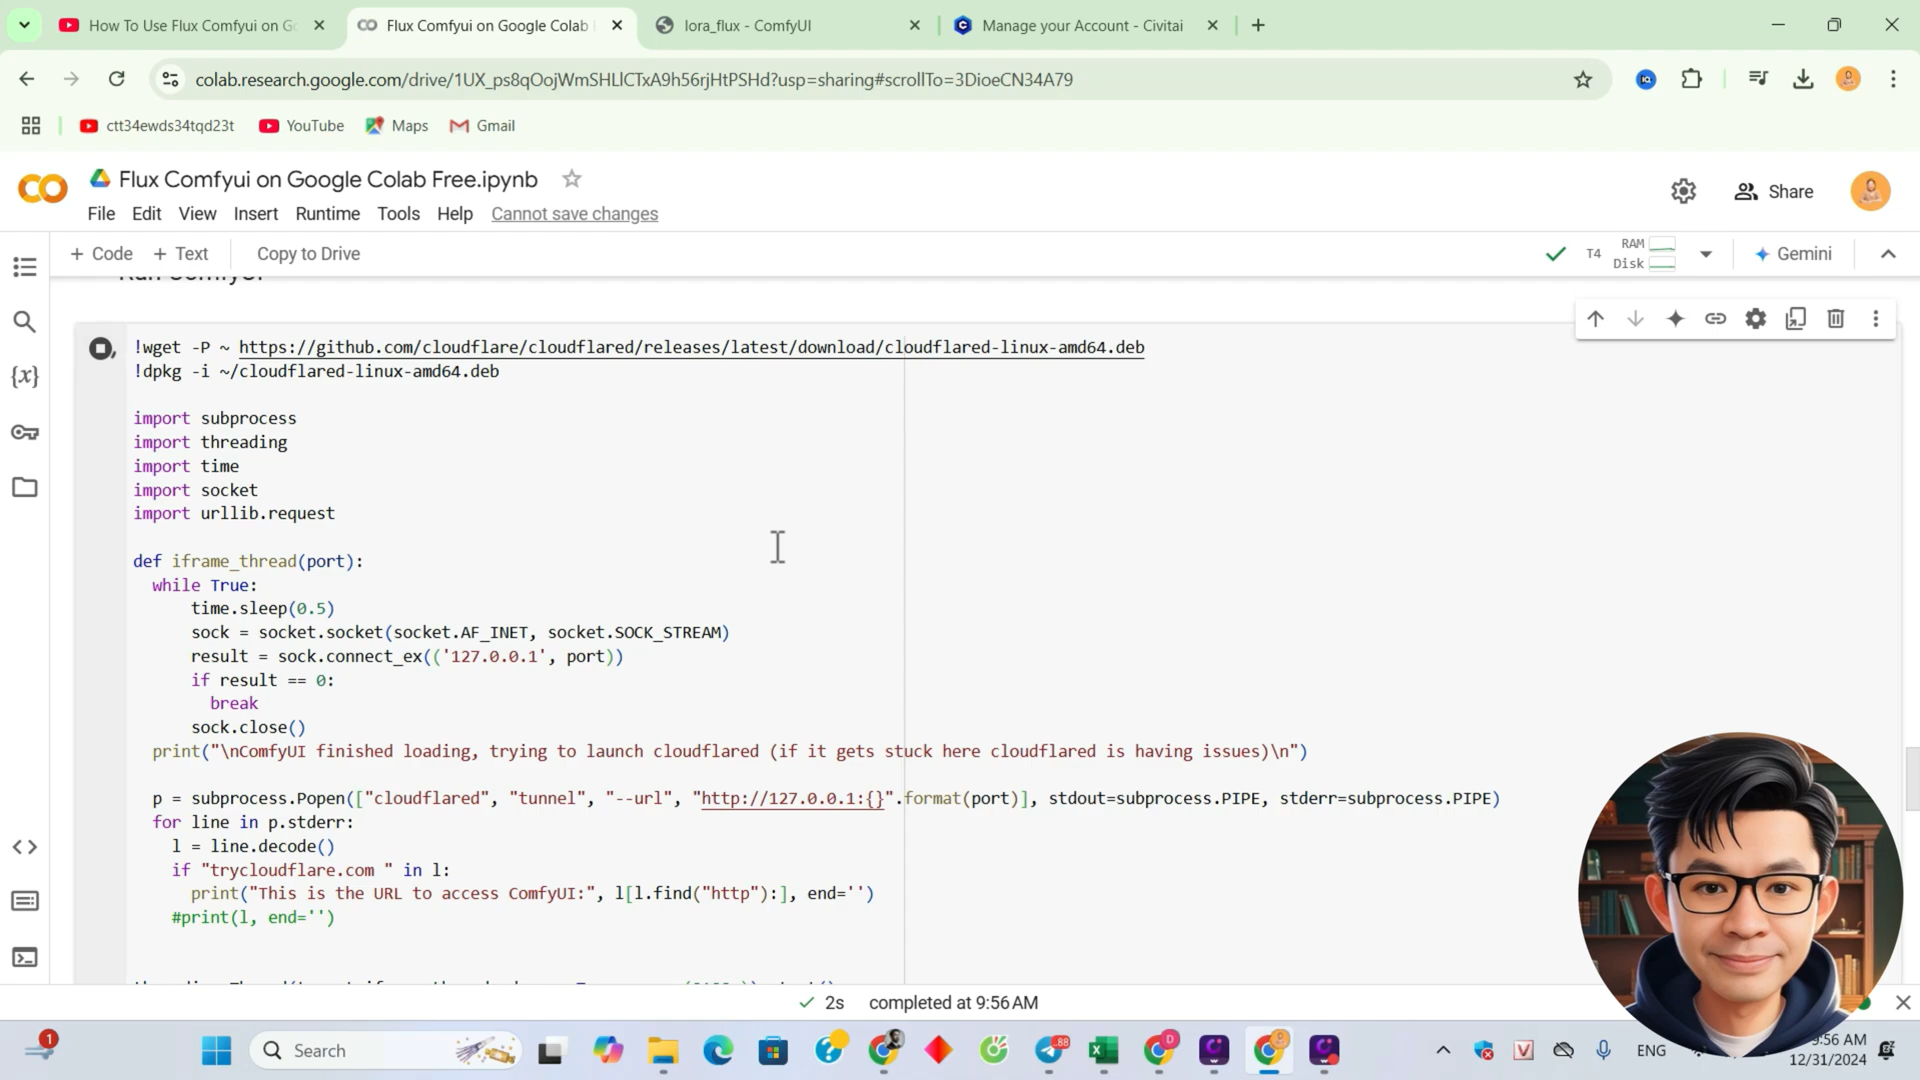 How To Use Flux Comfyui on Go
Flux Comfyui on Google Colab
lora_flux - ComfyUI
Manage your Account - Civitai
colab.research.google.com/drive/1UX_ps8qOojWmSHLlCTxA9h56rjHtPSHd?usp=sharing#scrollTo=3DioeCN34A79
ctt34ewds34tqd23t
YouTube
Maps
Gmail
Flux Comfyui on Google Colab Free.ipynb
File Edit View Insert Runtime Tools Help Cannot save changes
Share
+ Code + Text Copy to Drive
T4
RAM
Disk
Gemini
Run ComfyUI
!wget -P ~ https://github.com/cloudflare/cloudflared/releases/latest/download/cloudflared-linux-amd64.deb
!dpkg -i ~/cloudflared-linux-amd64.deb
import subprocess
import threading
import time
import socket
import urllib.request
def iframe_thread(port):
while True:
time.sleep(0.5)
sock = socket.socket(socket.AF_INET, socket.SOCK_STREAM)
result = sock.connect_ex(('127.0.0.1', port))
if result == 0:
break
sock.close()
print("\nComfyUI finished loading, trying to launch cloudflared (if it gets stuck here cloudflared is having issues)\n")
p = subprocess.Popen(["cloudflared", "tunnel", "--url", "http://127.0.0.1:{}".format(port)], stdout=subprocess.PIPE, stderr=subprocess.PIPE)
for line in p.stderr:
l = line.decode()
if "trycloudflare.com " in l:
print("This is the URL to access ComfyUI:", l[l.find("http"):], end='')
#print(l, end='')
2s completed at 9:56 AM
1
Search
88
D
ENG
9:56 AM
12/31/2024